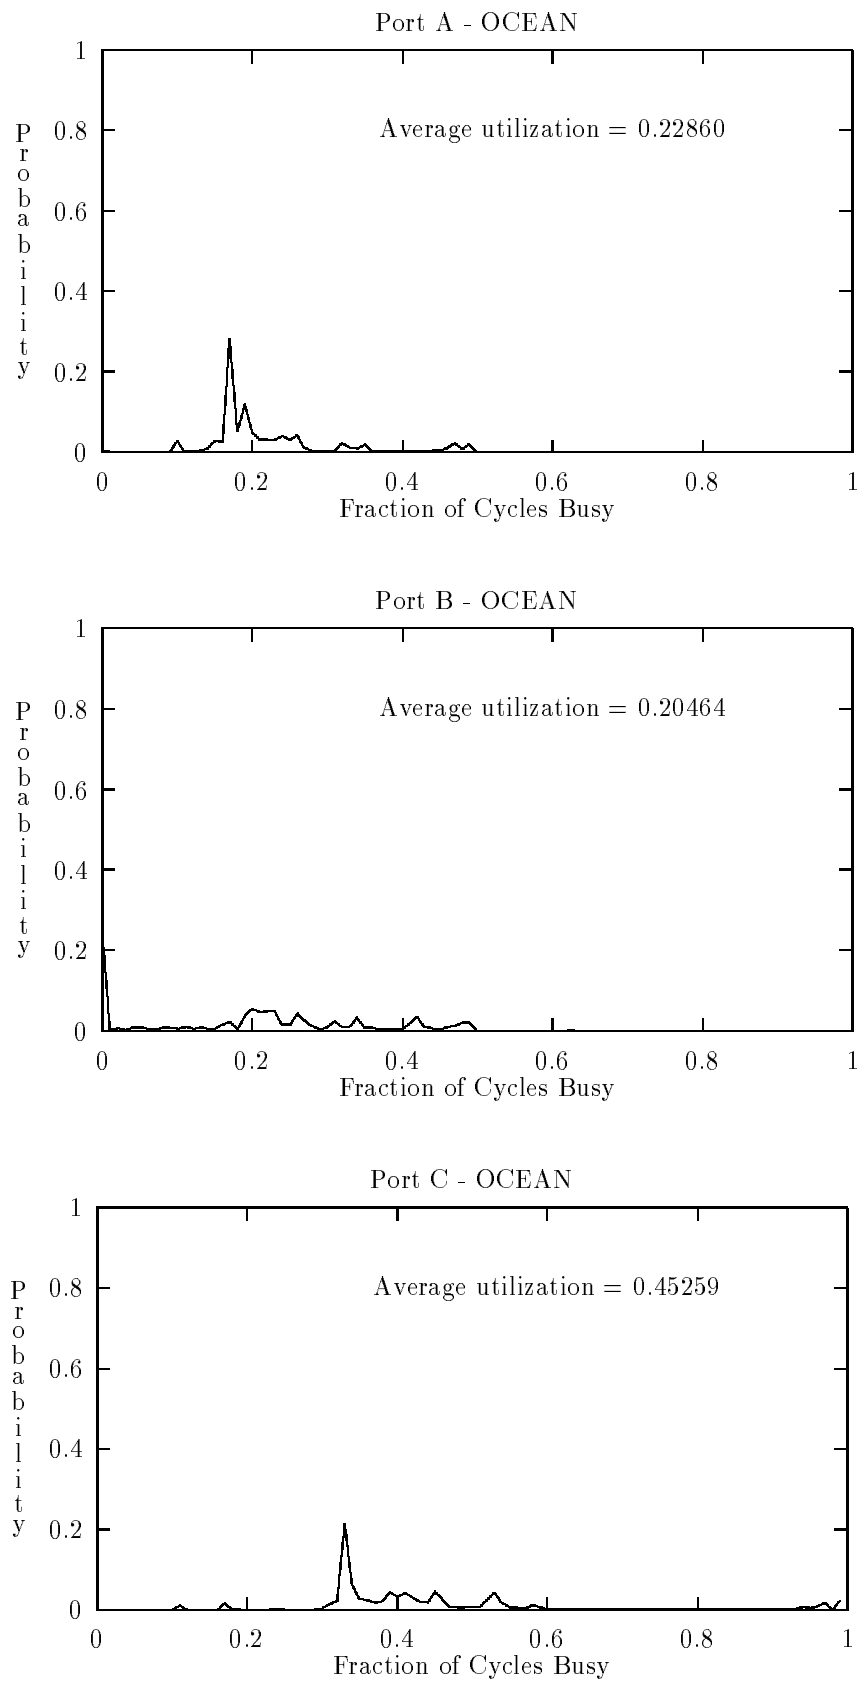 Port A - OCEAN
1
0.8
0.6
0.4
0.2
0
Probability
Average utilization = 0.22860
0 0.2 0.4 0.6 0.8 1
Fraction of Cycles Busy
Port B - OCEAN
1
0.8
0.6
0.4
0.2
0
Probability
Average utilization = 0.20464
0 0.2 0.4 0.6 0.8 1
Fraction of Cycles Busy
Port C - OCEAN
1
0.8
0.6
0.4
0.2
0
Probability
Average utilization = 0.45259
0 0.2 0.4 0.6 0.8 1
Fraction of Cycles Busy